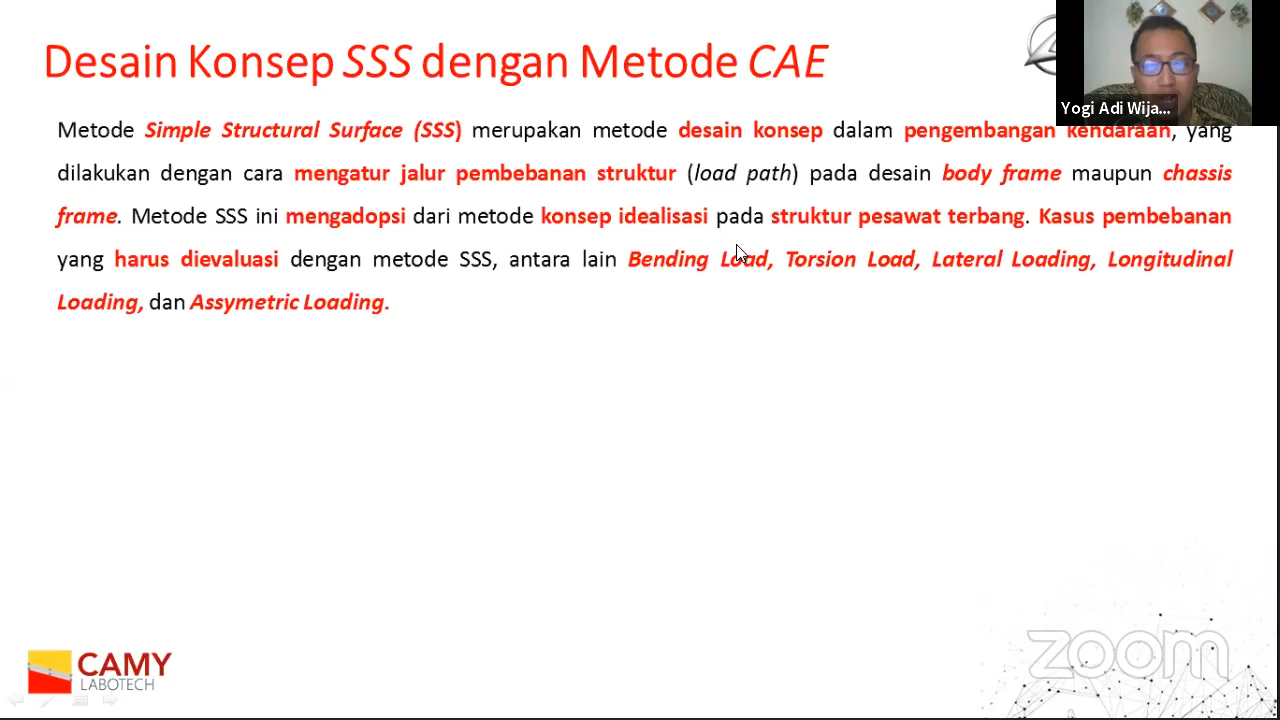 Desain Konsep SSS dengan Metode CAE
Yogi Adi Wija...
Metode Simple Structural Surface (SSS) merupakan metode desain konsep dalam pengembangan kendaraan, yang
dilakukan dengan cara mengatur jalur pembebanan struktur (load path) pada desain body frame maupun chassis
frame. Metode SSS ini mengadopsi dari metode konsep idealisasi pada struktur pesawat terbang. Kasus pembebanan
yang harus dievaluasi dengan metode SSS, antara lain Bending Load, Torsion Load, Lateral Loading, Longitudinal
Loading, dan Assymetric Loading.
CAMY
LABOTECH
zoom